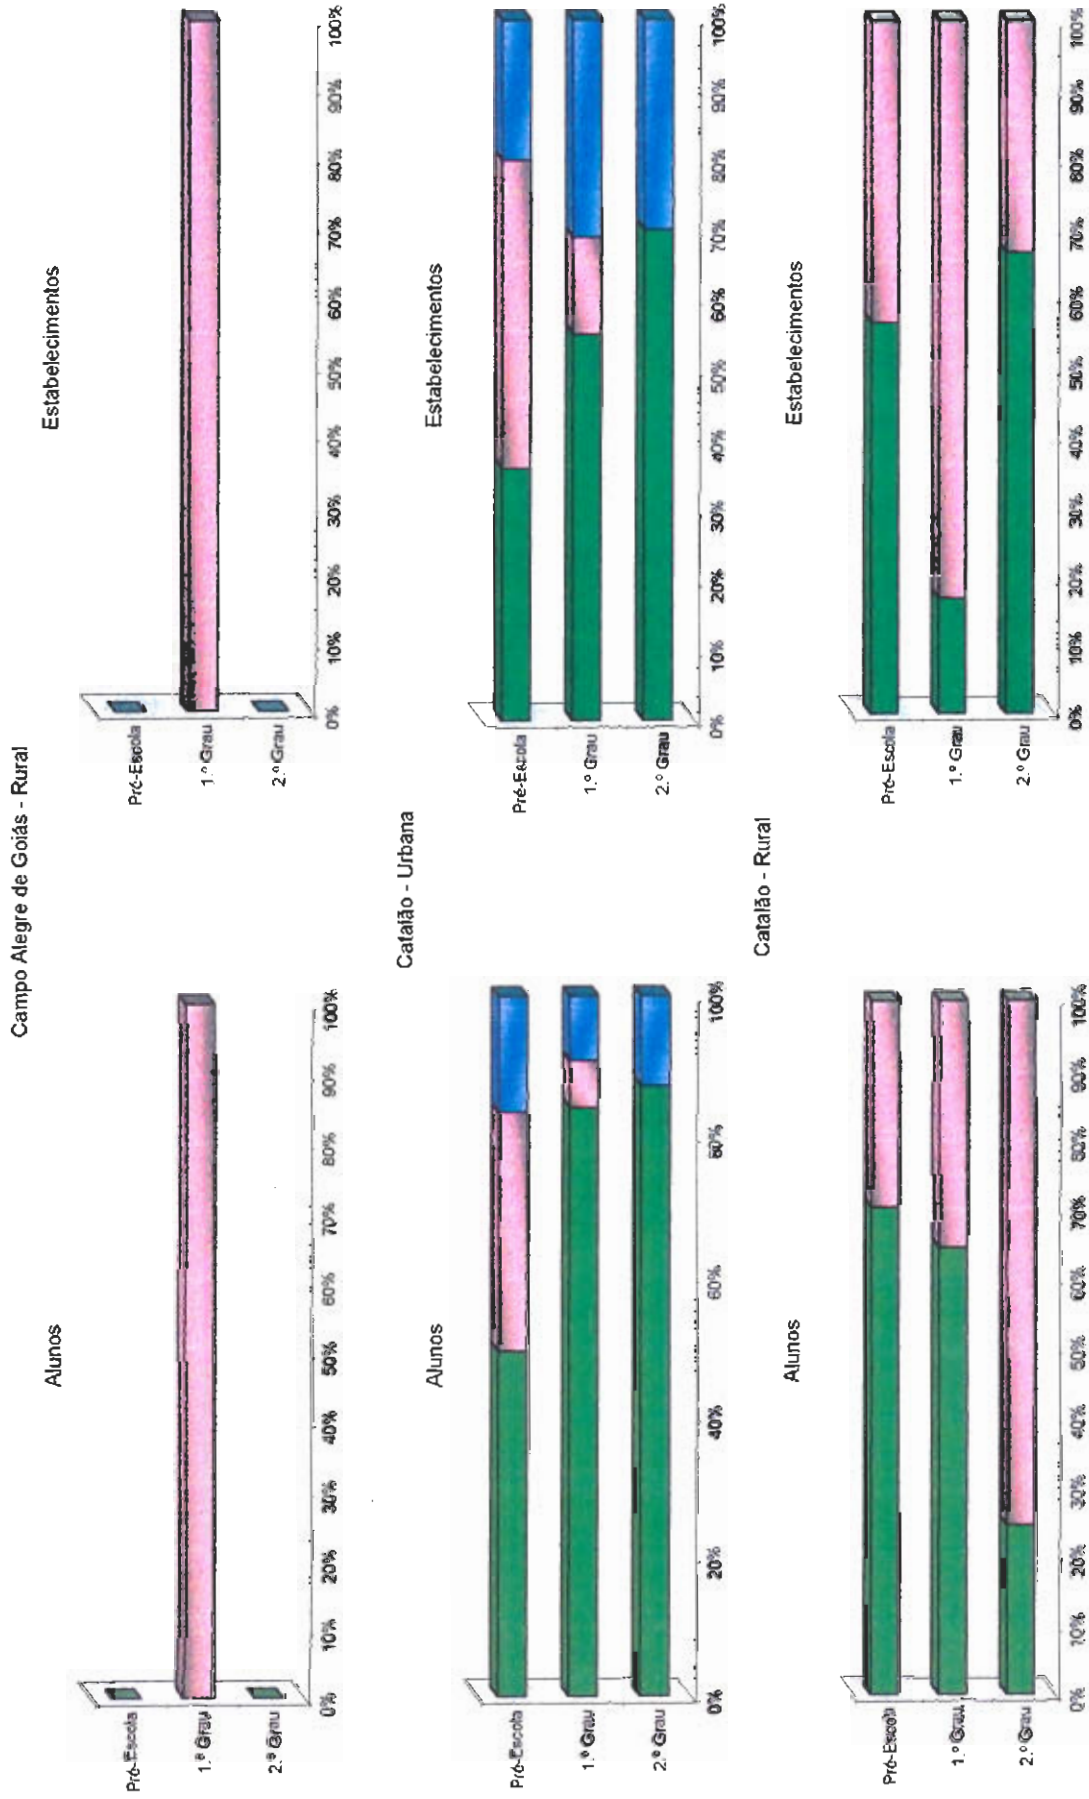 Campo Alegre de Goiás - Rural
Alunos
Pré-Escola
1.º Grau
2.º Grau
0% 10% 20% 30% 40% 50% 60% 70% 80% 90% 100%
Estabelecimentos
Pré-Escola
1.º Grau
2.º Grau
0% 10% 20% 30% 40% 50% 60% 70% 80% 90% 100%
Catalão - Urbana
Alunos
Pré-Escola
1.º Grau
2.º Grau
0% 20% 40% 60% 80% 100%
Estabelecimentos
Pré-Escola
1.º Grau
2.º Grau
0% 10% 20% 30% 40% 50% 60% 70% 80% 90% 100%
Catalão - Rural
Alunos
Pré-Escola
1.º Grau
2.º Grau
0% 10% 20% 30% 40% 50% 60% 70% 80% 90% 100%
Estabelecimentos
Pré-Escola
1.º Grau
2.º Grau
0% 10% 20% 30% 40% 50% 60% 70% 80% 90% 100%